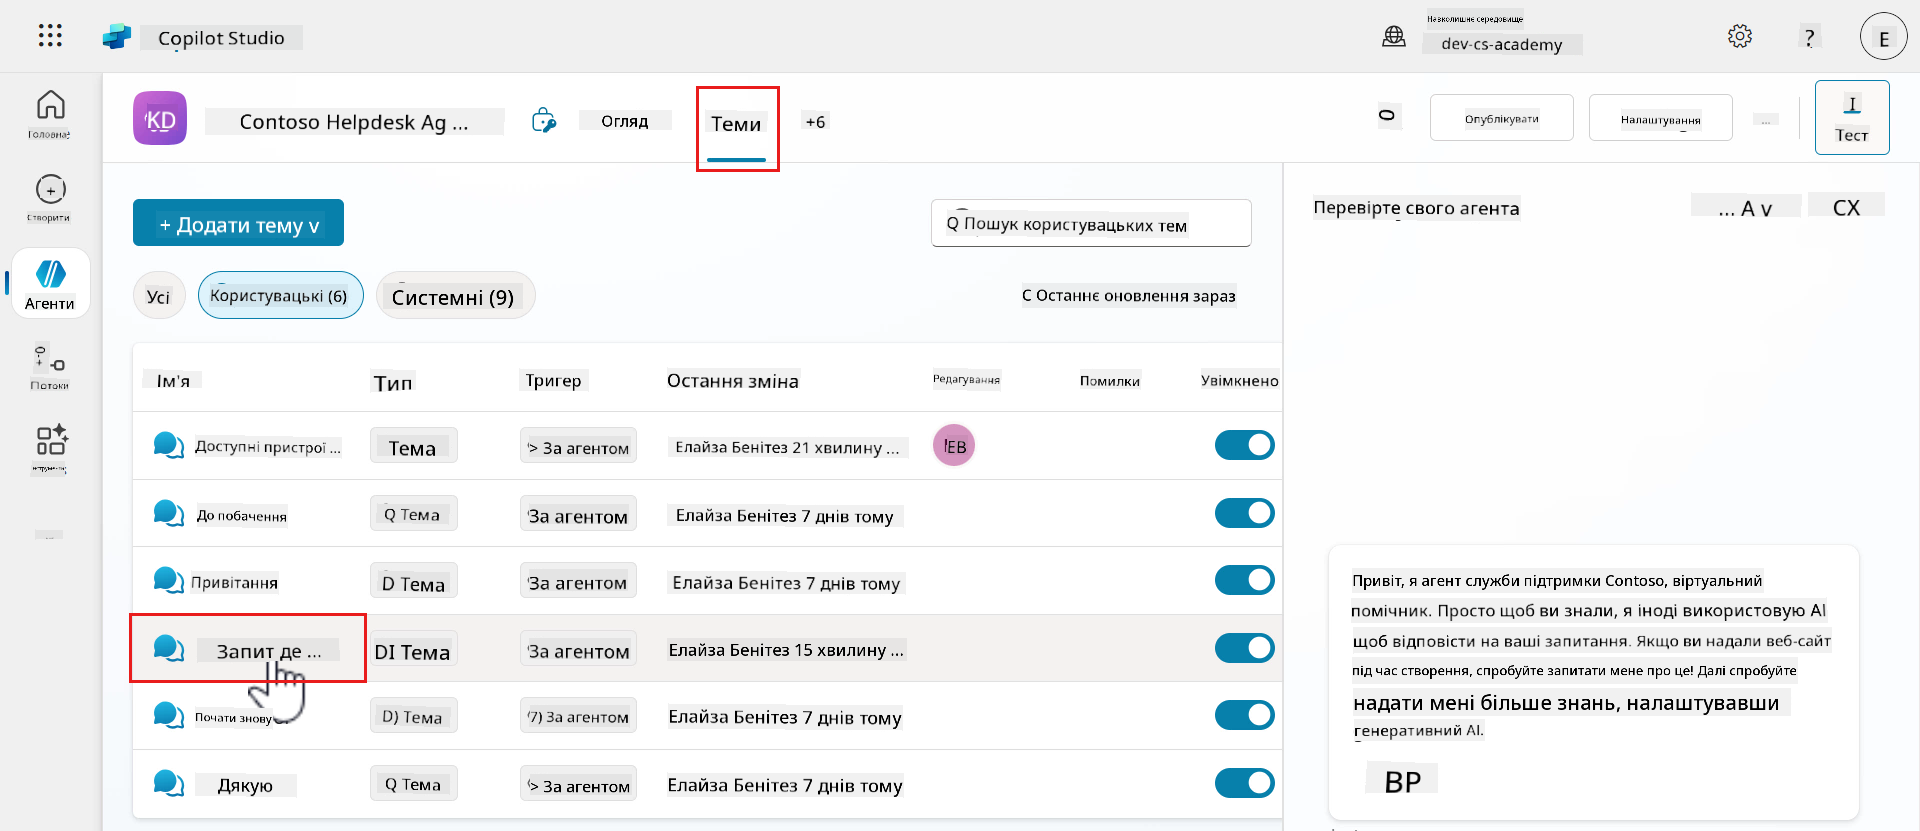 Copilot Studio
Навколишнє середовище
dev-cs-academy
?
E
KD
Contoso Helpdesk Ag ...
Огляд
Теми
+6
0
Опублікувати
Налаштування
...
I
Тест
Головна
Створити
Агенти
Потоки
...
+ Додати тему v
Q Пошук користувацьких тем
Усі
Користувацькі (6)
Системні (9)
C Останнє оновлення зараз
Ім'я
Тип
Тригер
Остання зміна
Редагування
Помилки
Увімкнено
Доступні пристрої ...
Тема
> За агентом
Елайза Бенітез 21 хвилину ...
EB
До побачення
Q Тема
За агентом
Елайза Бенітез 7 днів тому
Привітання
D Тема
За агентом
Елайза Бенітез 7 днів тому
Запит де ...
DI Тема
За агентом
Елайза Бенітез 15 хвилину ...
Почати знову
D) Тема
7) За агентом
Елайза Бенітез 7 днів тому
Дякую
Q Тема
> За агентом
Елайза Бенітез 7 днів тому
Перевірте свого агента
... A v
CX
Привіт, я агент служби підтримки Contoso, віртуальний
помічник. Просто щоб ви знали, я іноді використовую AI
щоб відповісти на ваші запитання. Якщо ви надали веб-сайт
під час створення, спробуйте запитати мене про це! Далі спробуйте
надати мені більше знань, налаштувавши
генеративний AI.
BP